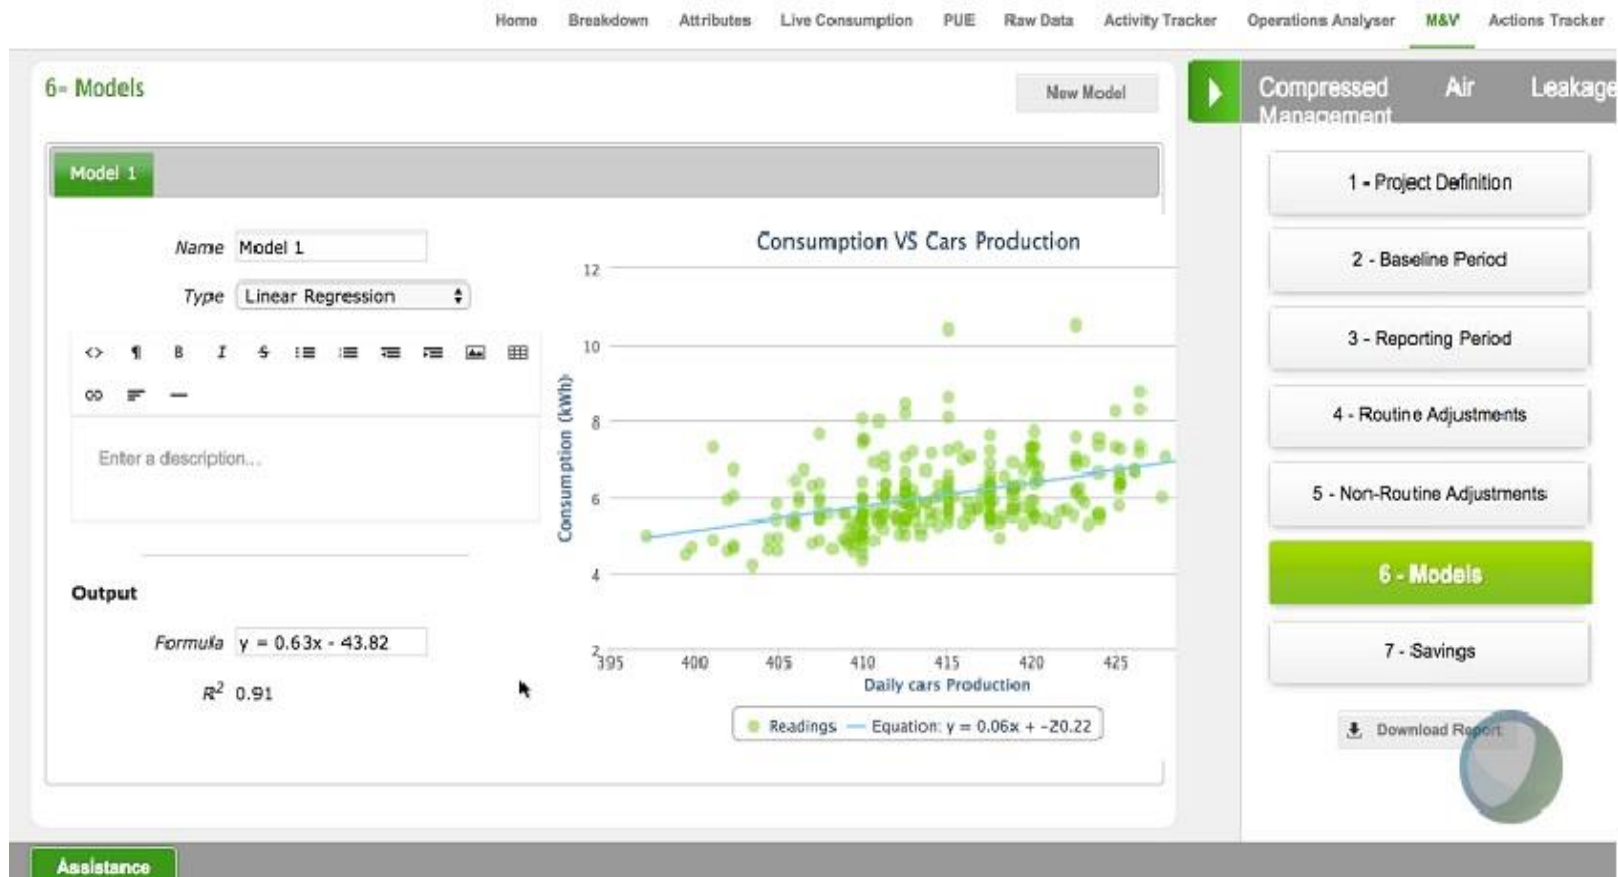 Home Breakdown Attributes Live Consumption PUE Raw Data Activity Tracker Operations Analyser M&V Actions Tracker
6- Models
New Model
Model 1
Name Model 1
Type Linear Regression
<> ¶ B I S
Enter a description...
Output
Formula y = 0.63x - 43.82
R² 0.91
Consumption VS Cars Production
Consumption (kWh)
12
10
8
6
4
2
395 400 405 410 415 420 425
Daily cars Production
Readings Equation: y = 0.06x + -20.22
Compressed Air Leakage
Management
1 - Project Definition
2 - Baseline Period
3 - Reporting Period
4 - Routine Adjustments
5 - Non-Routine Adjustments
6 - Models
7 - Savings
Download Report
Assistance